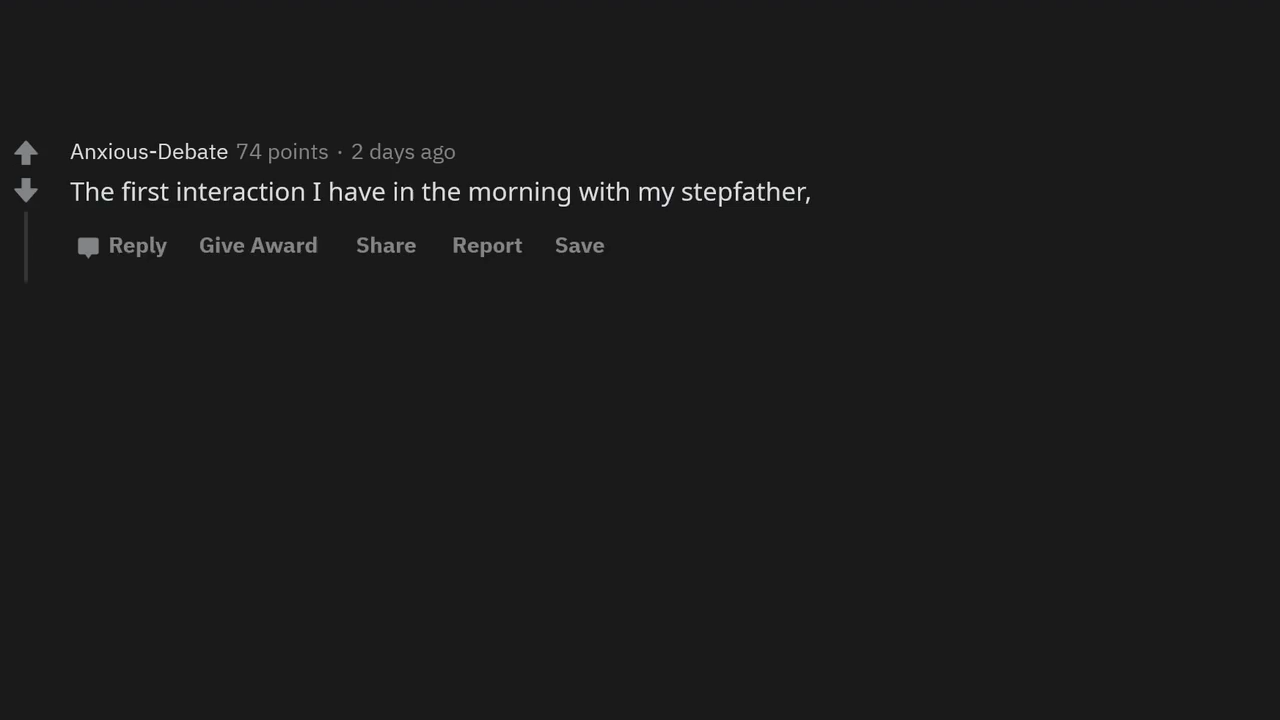 Anxious-Debate 74 points · 2 days ago
The first interaction I have in the morning with my stepfather,
Reply Give Award Share Report Save